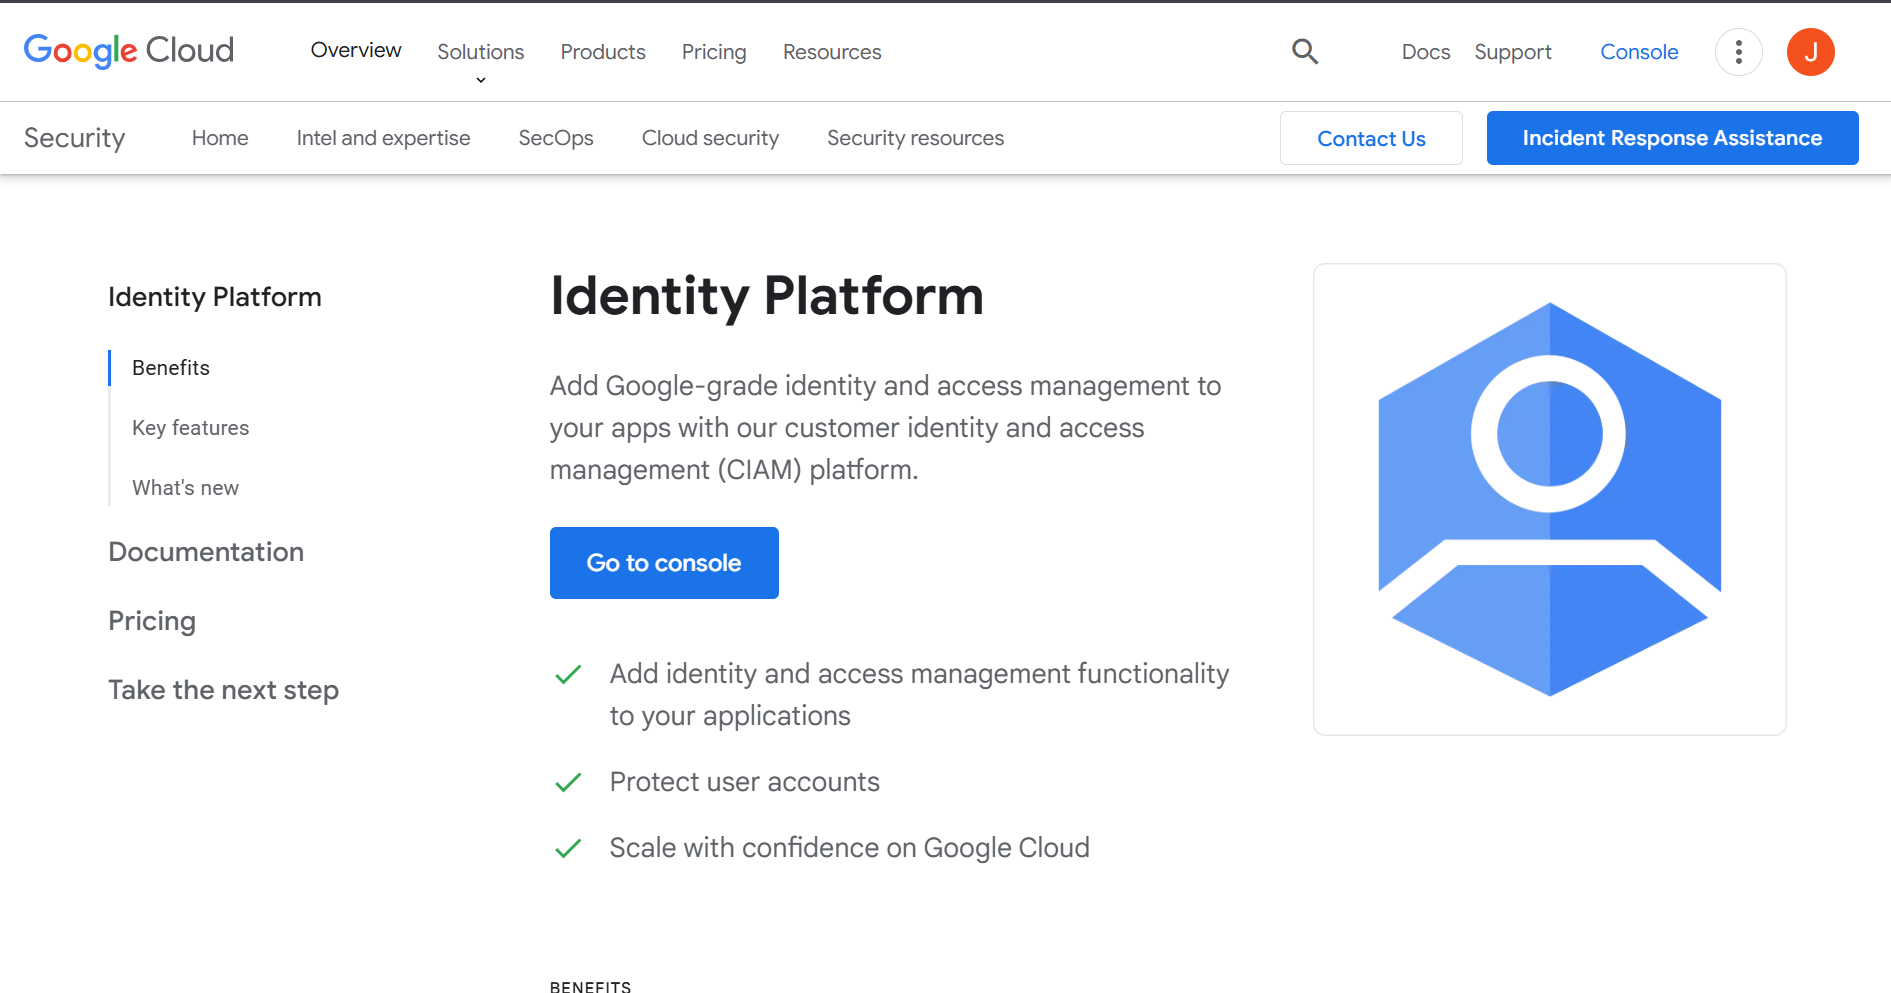 Google Cloud
Overview
Solutions
Products
Pricing
Resources
Docs
Support
Console
J
Security
Home
Intel and expertise
SecOps
Cloud security
Security resources
Contact Us
Incident Response Assistance
Identity Platform
Benefits
Key features
What's new
Documentation
Pricing
Take the next step
Identity Platform
Add Google-grade identity and access management to
your apps with our customer identity and access
management (CIAM) platform.
Go to console
Add identity and access management functionality
to your applications
Protect user accounts
Scale with confidence on Google Cloud
BENEFITS